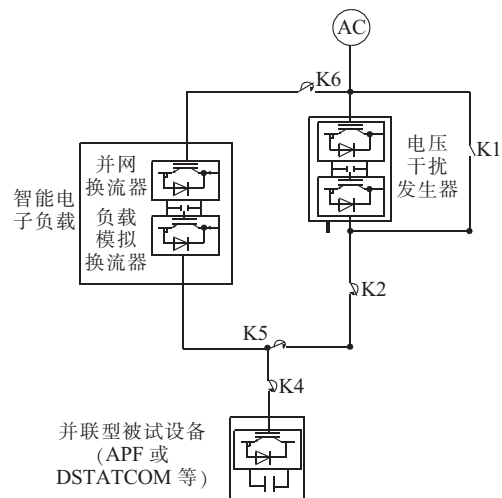 AC
K6
电压
干扰
发生器
K1
智能电
子负载
并网
换流器
负载
模拟
换流器
K2
K5
K4
并联型被试设备
(APF 或
DSTATCOM 等)